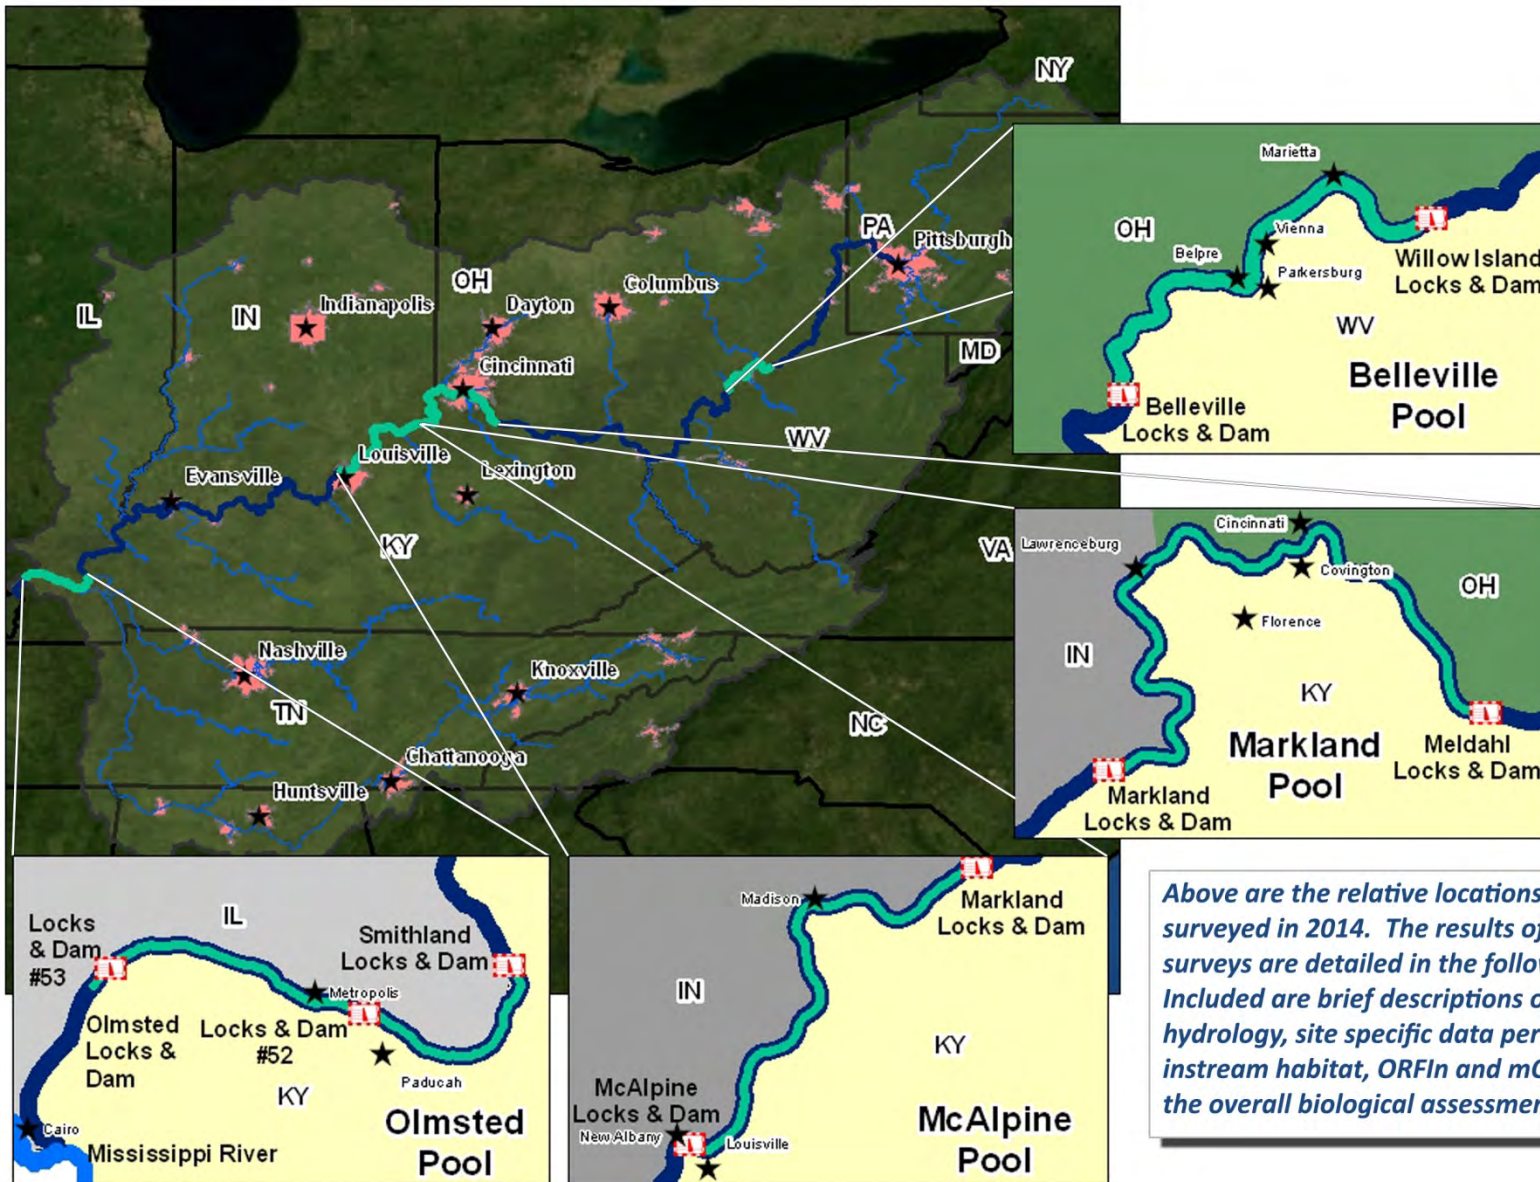 NY
PA
Pittsburgh
OH
Columbus
IL
IN
Indianapolis
Dayton
MD
Cincinnati
WV
Louisville
Evansville
Lexington
KY
VA
Nashville
Knoxville
TN
NC
Chattanooga
Huntsville
Marietta
OH
Vienna
Belpre
Willow Island
Locks & Dam
Parkersburg
WV
Belleville
Pool
Belleville
Locks & Dam
Cincinnati
Lawrenceburg
Covington
OH
Florence
IN
KY
Markland
Pool
Meldahl
Locks & Dam
Markland
Locks & Dam
IL
Locks
& Dam
#53
Smithland
Locks & Dam
Metropolis
Olmsted
Locks &
Dam
Locks & Dam
#52
Paducah
KY
Olmsted
Pool
Cairo
Mississippi River
Madison
Markland
Locks & Dam
IN
KY
McAlpine
Locks & Dam
New Albany
Louisville
McAlpine
Pool
Above are the relative locations
surveyed in 2014. The results of
surveys are detailed in the
Included are brief descriptions
hydrology, site specific data
instream habitat, ORFIn and
the overall biological